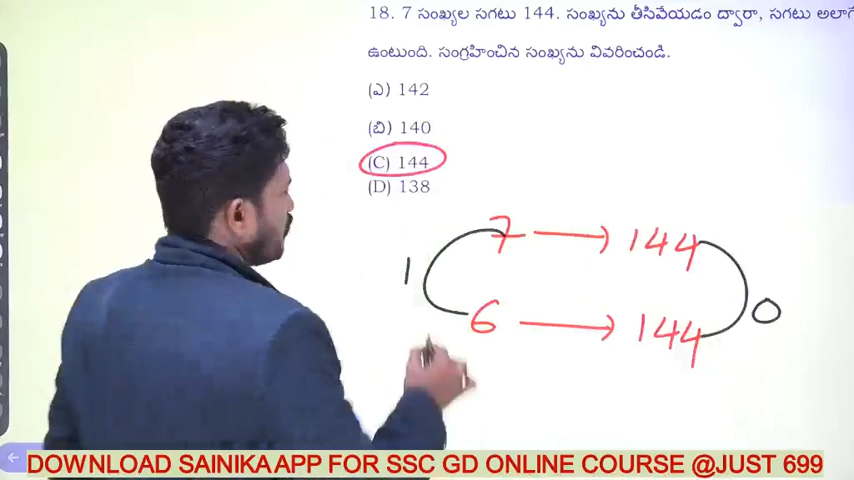 18. 7 సంఖ్యల సగటు 144. సంఖ్యను తీసివేయడం ద్వారా, సగటు అలాగే
ఉంటుంది. సంగ్రహించిన సంఖ్యను వివరించండి.
(ఎ) 142
(బి) 140
(C) 144
(D) 138
7 → 144
1
0
6 → 144
DOWNLOAD SAINIKA APP FOR SSC GD ONLINE COURSE @JUST 699